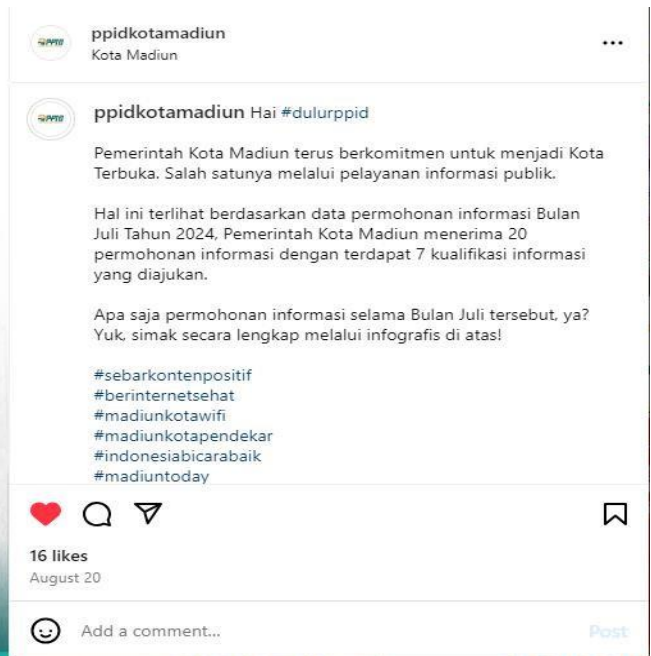 ppidkotamadiun
Kota Madiun
ppidkotamadiun Hai #dulurppid
Pemerintah Kota Madiun terus berkomitmen untuk menjadi Kota
Terbuka. Salah satunya melalui pelayanan informasi publik.
Hal ini terlihat berdasarkan data permohonan informasi Bulan
Juli Tahun 2024, Pemerintah Kota Madiun menerima 20
permohonan informasi dengan terdapat 7 kualifikasi informasi
yang diajukan.
Apa saja permohonan informasi selama Bulan Juli tersebut, ya?
Yuk, simak secara lengkap melalui infografis di atas!
#sebarkontenpositif
#berinternetsehat
#madiunkotawifi
#madiunkotapendekar
#indonesiabicarabaik
#madiuntoday
16 likes
August 20
Add a comment...
Post